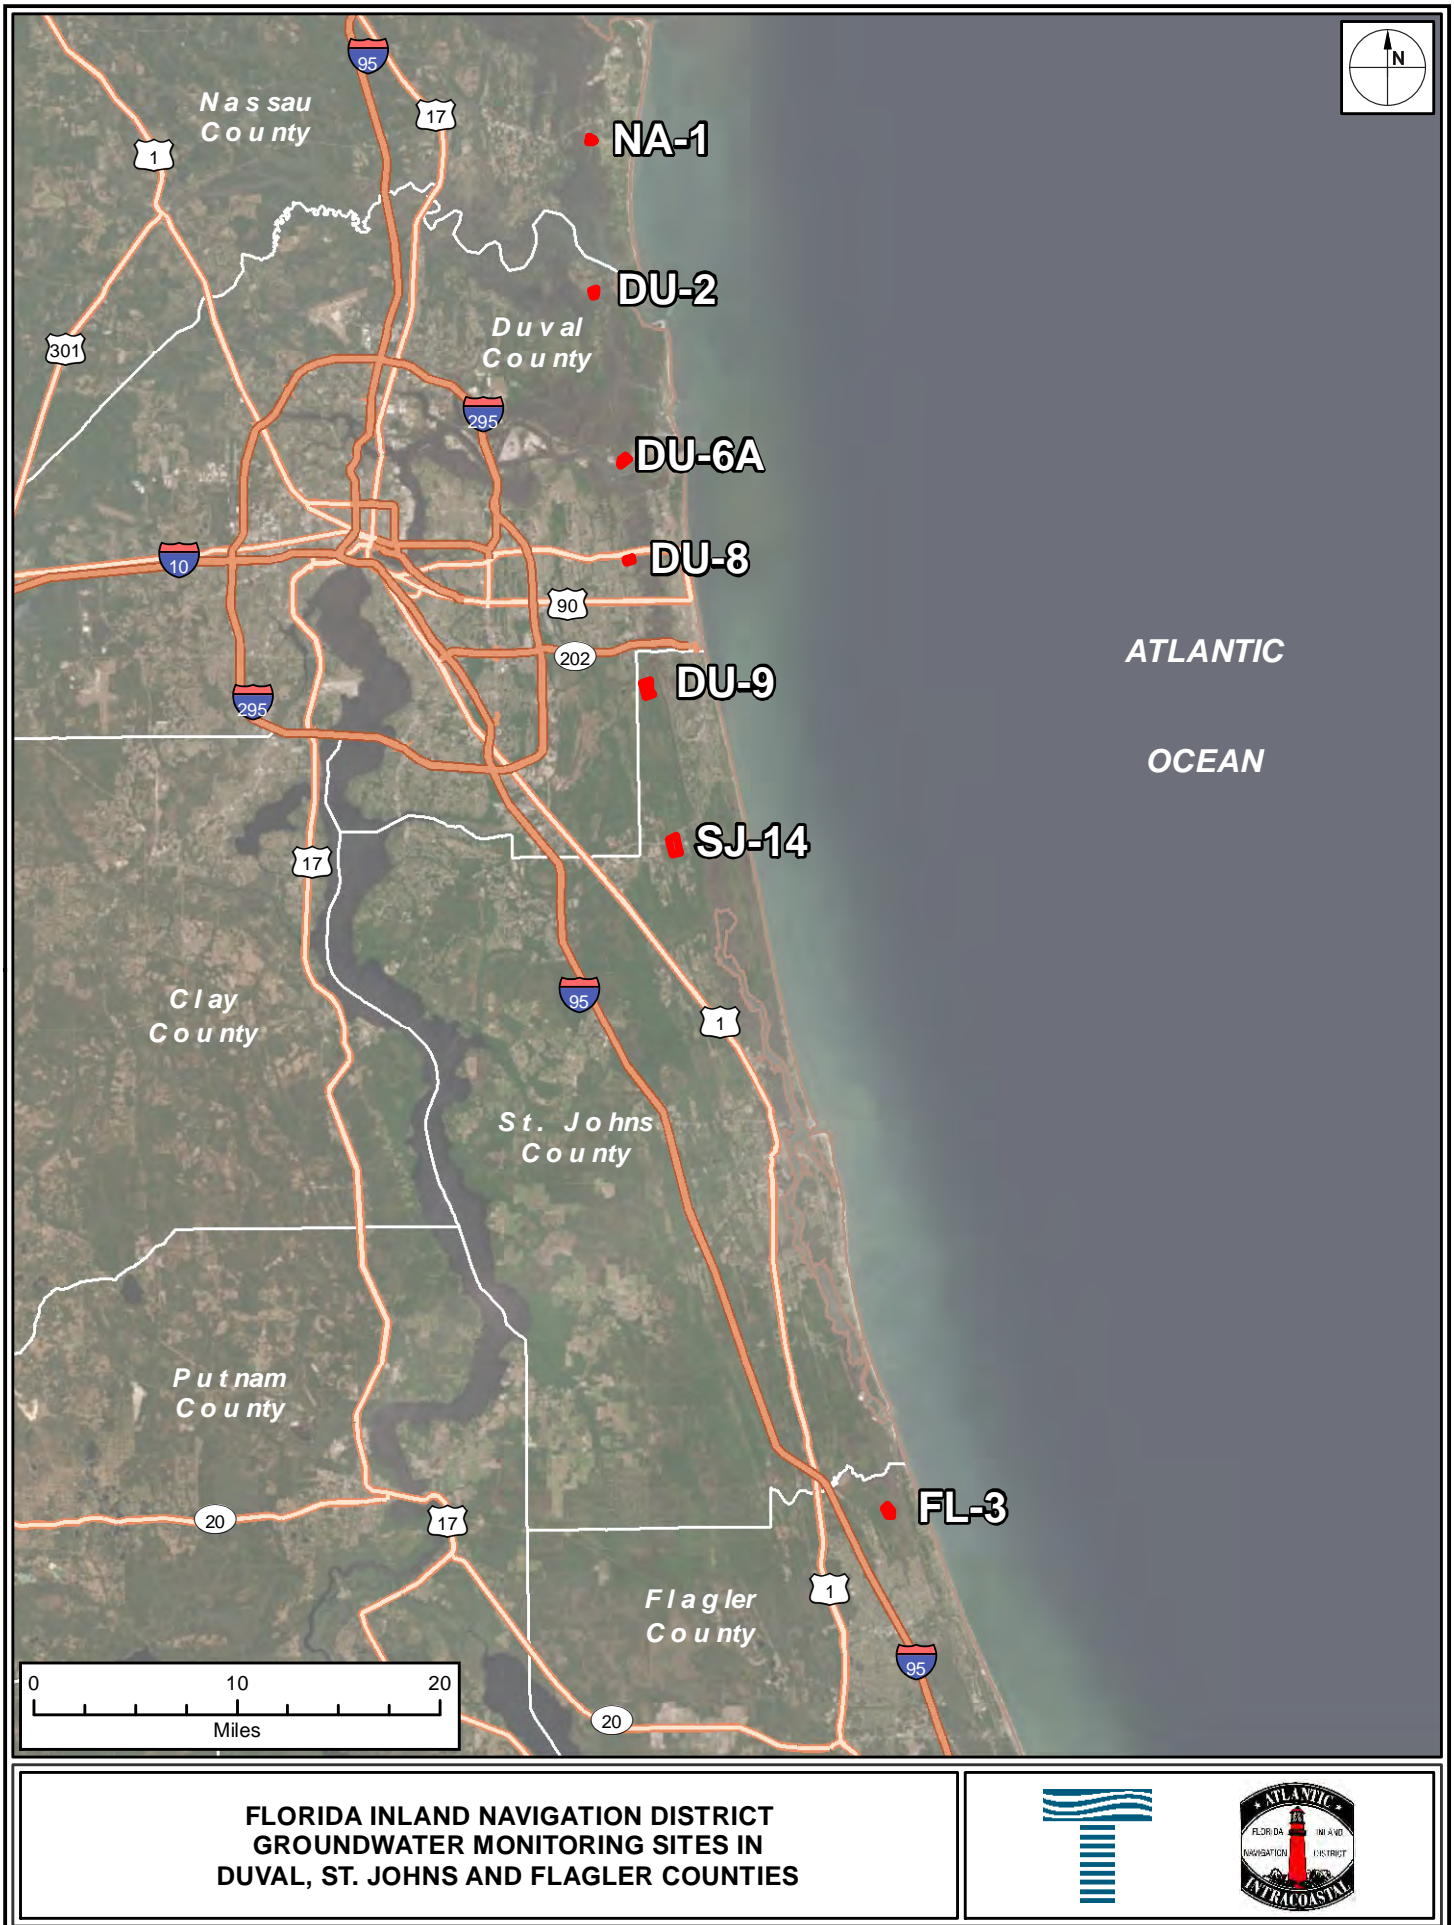 N
95
Nassau
County
17
1
NA-1
DU-2
Duval
County
301
295
DU-6A
10
DU-8
90
202
DU-9
295
ATLANTIC
OCEAN
SJ-14
17
Clay
County
95
1
St. Johns
County
Putnam
County
20
17
FL-3
Flagler
County
1
95
20
0 10 20
Miles
FLORIDA INLAND NAVIGATION DISTRICT
GROUNDWATER MONITORING SITES IN
DUVAL, ST. JOHNS AND FLAGLER COUNTIES
ATLANTIC
FLORIDA INLAND
NAVIGATION DISTRICT
INTRACOASTAL